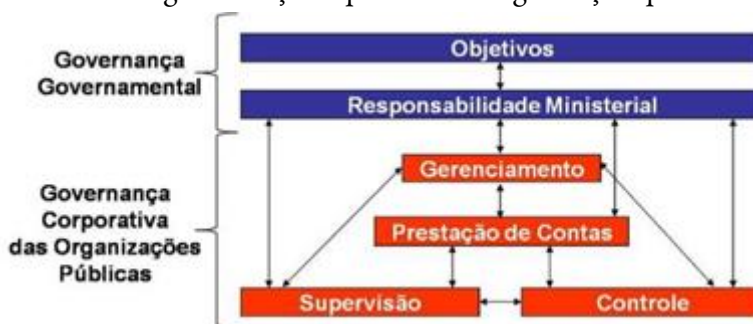 Governança
Governamental
Objetivos
Responsabilidade Ministerial
Governança
Corporativa
das Organizações
Públicas
Gerenciamento
Prestação de Contas
Supervisão
Controle